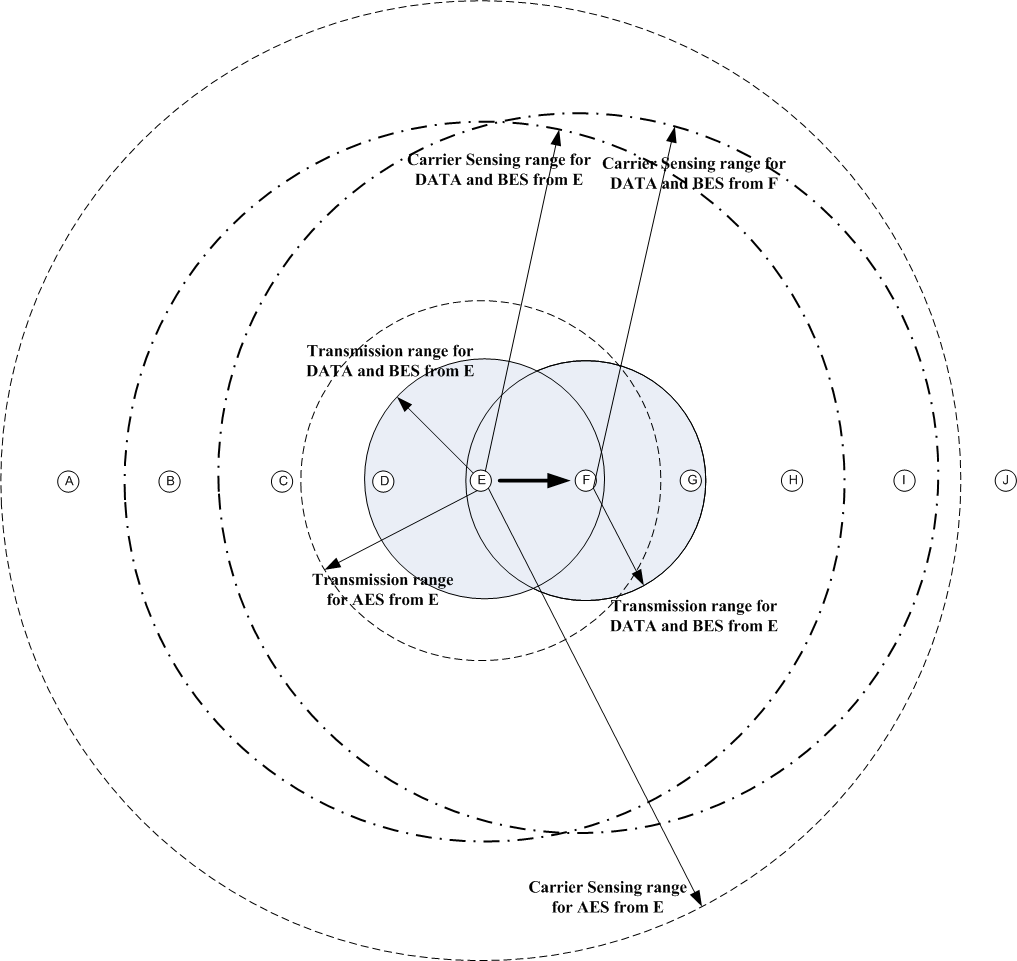 Carrier Sensing range for
DATA and BES from E
Carrier Sensing range for
DATA and BES from F
Transmission range for
DATA and BES from E
A
B
C
D
E
F
G
H
I
J
Transmission range
for AES from E
Transmission range for
DATA and BES from E
Carrier Sensing range
for AES from E